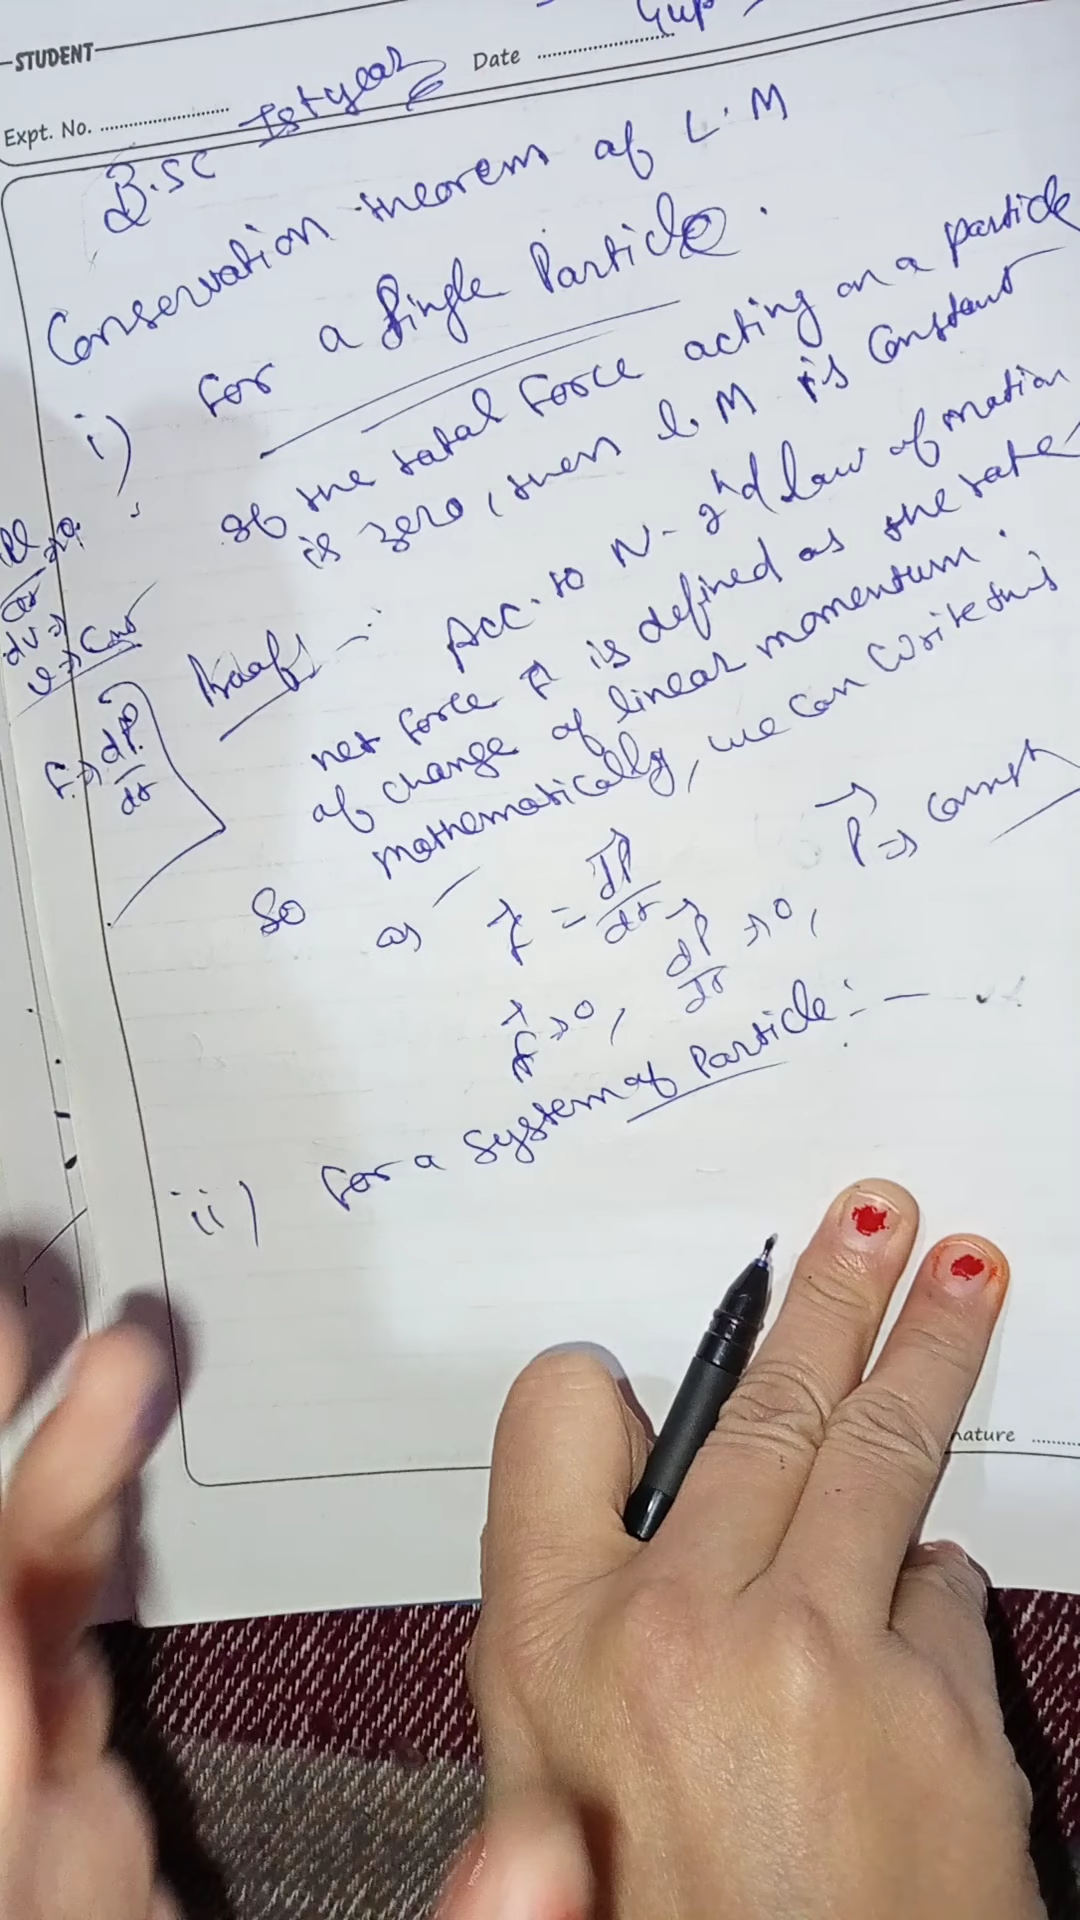 STUDENT
Date
Gup
Expt. No.
B.SC Ist year
Conservation theorem of L.M
i) For a Single Particle.
If the total Force acting on a particle
is zero, then L.M is Constant
Proof :-
Acc. to N-2nd law of motion
net force F is defined as the rate
of change of linear momentum.
So mathematically, we can write this
as F⃗ = dP⃗/dt
P⃗ ⇒ Const
F⃗ ⇒ 0, dP⃗/dt ⇒ 0,
F ⇒ dP/dt
ii) For a System of Particle :-
nature